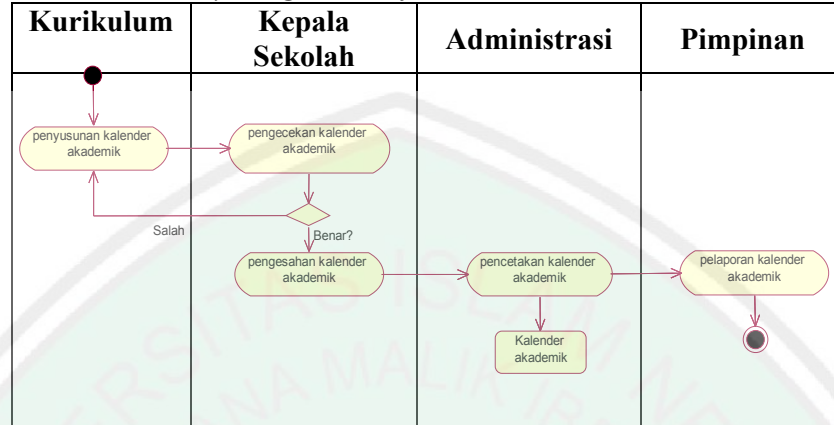 Kurikulum
Kepala
Sekolah
Administrasi
Pimpinan
penyusunan kalender
akademik
pengecekan kalender
akademik
Salah
Benar?
pengesahan kalender
akademik
pencetakan kalender
akademik
pelaporan kalender
akademik
Kalender
akademik